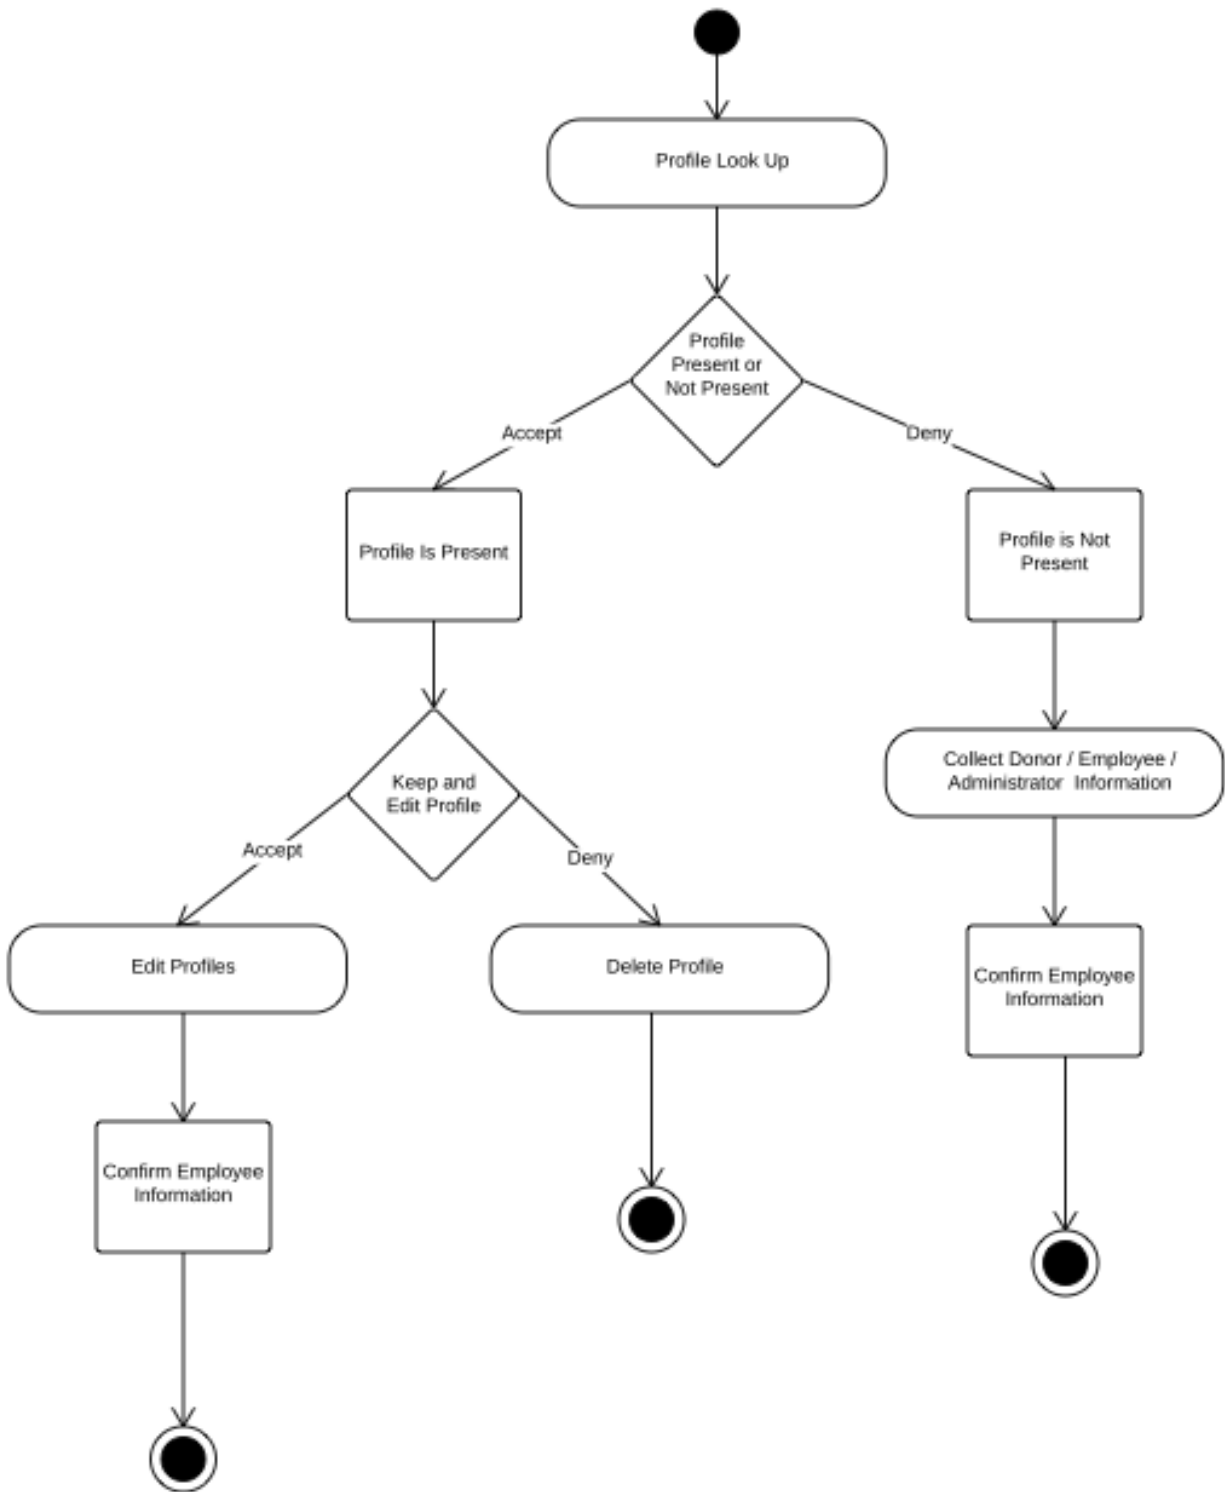 Profile Look Up
Profile
Present or
Not Present
Accept
Deny
Profile Is Present
Profile is Not
Present
Keep and
Edit Profile
Collect Donor / Employee /
Administrator  Information
Accept
Deny
Edit Profiles
Delete Profile
Confirm Employee
Information
Confirm Employee
Information